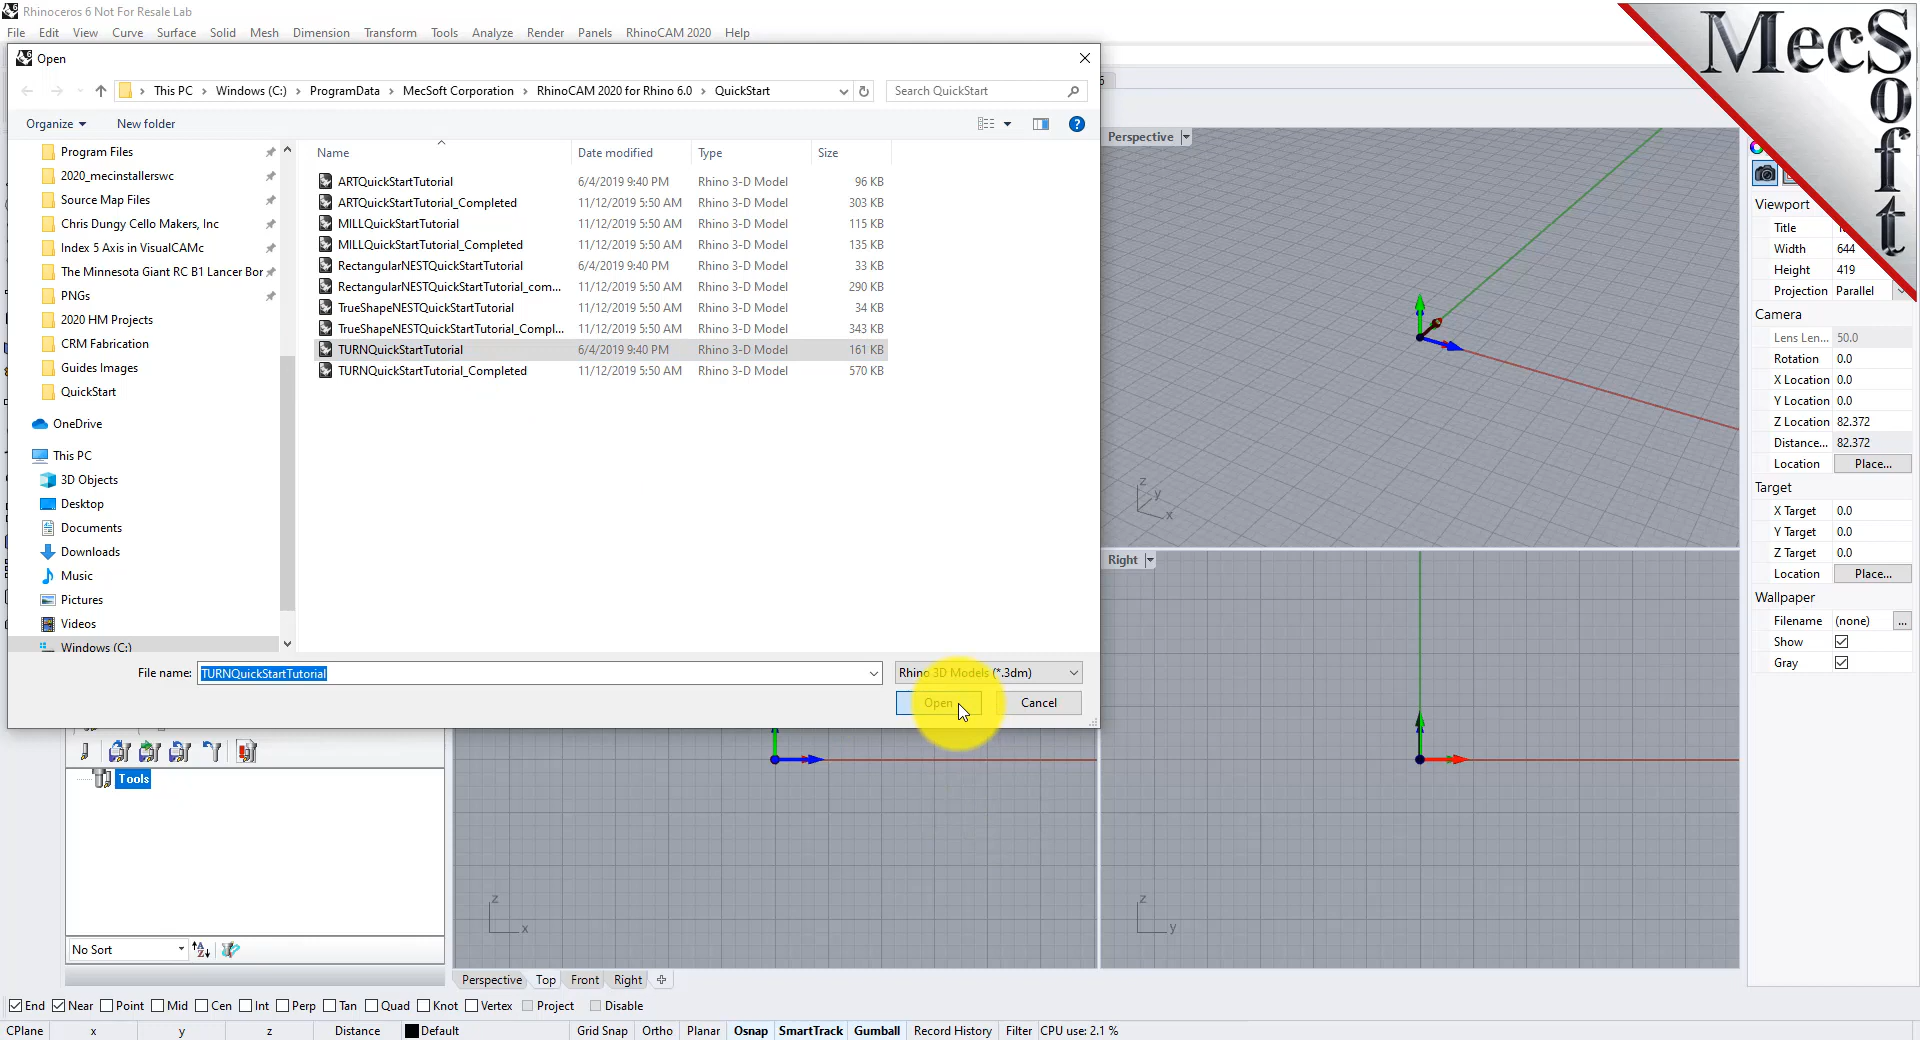 Rhinoceros 6 Not For Resale Lab
File Edit View Curve Surface Solid Mesh Dimension Transform Tools Analyze Render Panels RhinoCAM 2020 Help
MecSoft
Open
This PC > Windows (C:) > ProgramData > MecSoft Corporation > RhinoCAM 2020 for Rhino 6.0 > QuickStart
Search QuickStart
Organize New folder
Program Files
2020_mecinstallerswc
Source Map Files
Chris Dungy Cello Makers, Inc
Index 5 Axis in VisualCAMc
The Minnesota Giant RC B1 Lancer Bor
PNGs
2020 HM Projects
CRM Fabrication
Guides Images
QuickStart
OneDrive
This PC
3D Objects
Desktop
Documents
Downloads
Music
Pictures
Videos
Windows (C:)
Name Date modified Type Size
ARTQuickStartTutorial 6/4/2019 9:40 PM Rhino 3-D Model 96 KB
ARTQuickStartTutorial_Completed 11/12/2019 5:50 AM Rhino 3-D Model 303 KB
MILLQuickStartTutorial 11/12/2019 5:50 AM Rhino 3-D Model 115 KB
MILLQuickStartTutorial_Completed 11/12/2019 5:50 AM Rhino 3-D Model 135 KB
RectangularNESTQuickStartTutorial 6/4/2019 9:40 PM Rhino 3-D Model 33 KB
RectangularNESTQuickStartTutorial_com... 11/12/2019 5:50 AM Rhino 3-D Model 290 KB
TrueShapeNESTQuickStartTutorial 11/12/2019 5:50 AM Rhino 3-D Model 34 KB
TrueShapeNESTQuickStartTutorial_Compl... 11/12/2019 5:50 AM Rhino 3-D Model 343 KB
TURNQuickStartTutorial 6/4/2019 9:40 PM Rhino 3-D Model 161 KB
TURNQuickStartTutorial_Completed 11/12/2019 5:50 AM Rhino 3-D Model 570 KB
File name: TURNQuickStartTutorial
Rhino 3D Models (*.3dm)
Open Cancel
Perspective
z
y
x
Right
z
x
z
y
Viewport
Title
Width 644
Height 419
Projection Parallel
Camera
Lens Len... 50.0
Rotation 0.0
X Location 0.0
Y Location 0.0
Z Location 82.372
Distance... 82.372
Location Place...
Target
X Target 0.0
Y Target 0.0
Z Target 0.0
Location Place...
Wallpaper
Filename (none) ...
Show
Gray
Tools
No Sort
Perspective Top Front Right
End Near Point Mid Cen Int Perp Tan Quad Knot Vertex Project Disable
CPlane x y z Distance Default Grid Snap Ortho Planar Osnap SmartTrack Gumball Record History Filter CPU use: 2.1 %